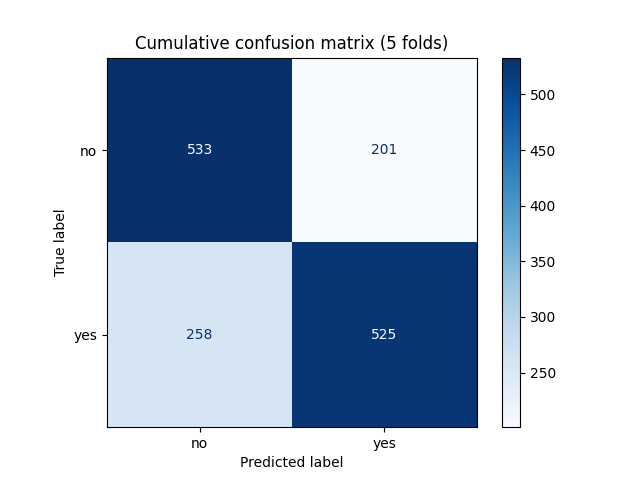 Cumulative confusion matrix (5 folds)
no
533
201
yes
258
525
no
yes
Predicted label
True label
500
450
400
350
300
250